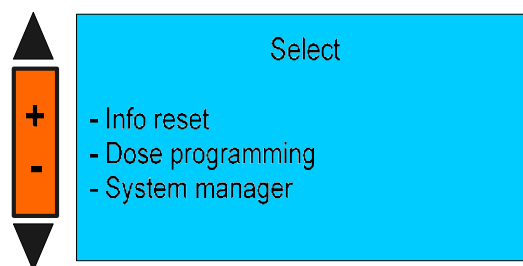 Select
+
- Info reset
- Dose programming
-
- System manager